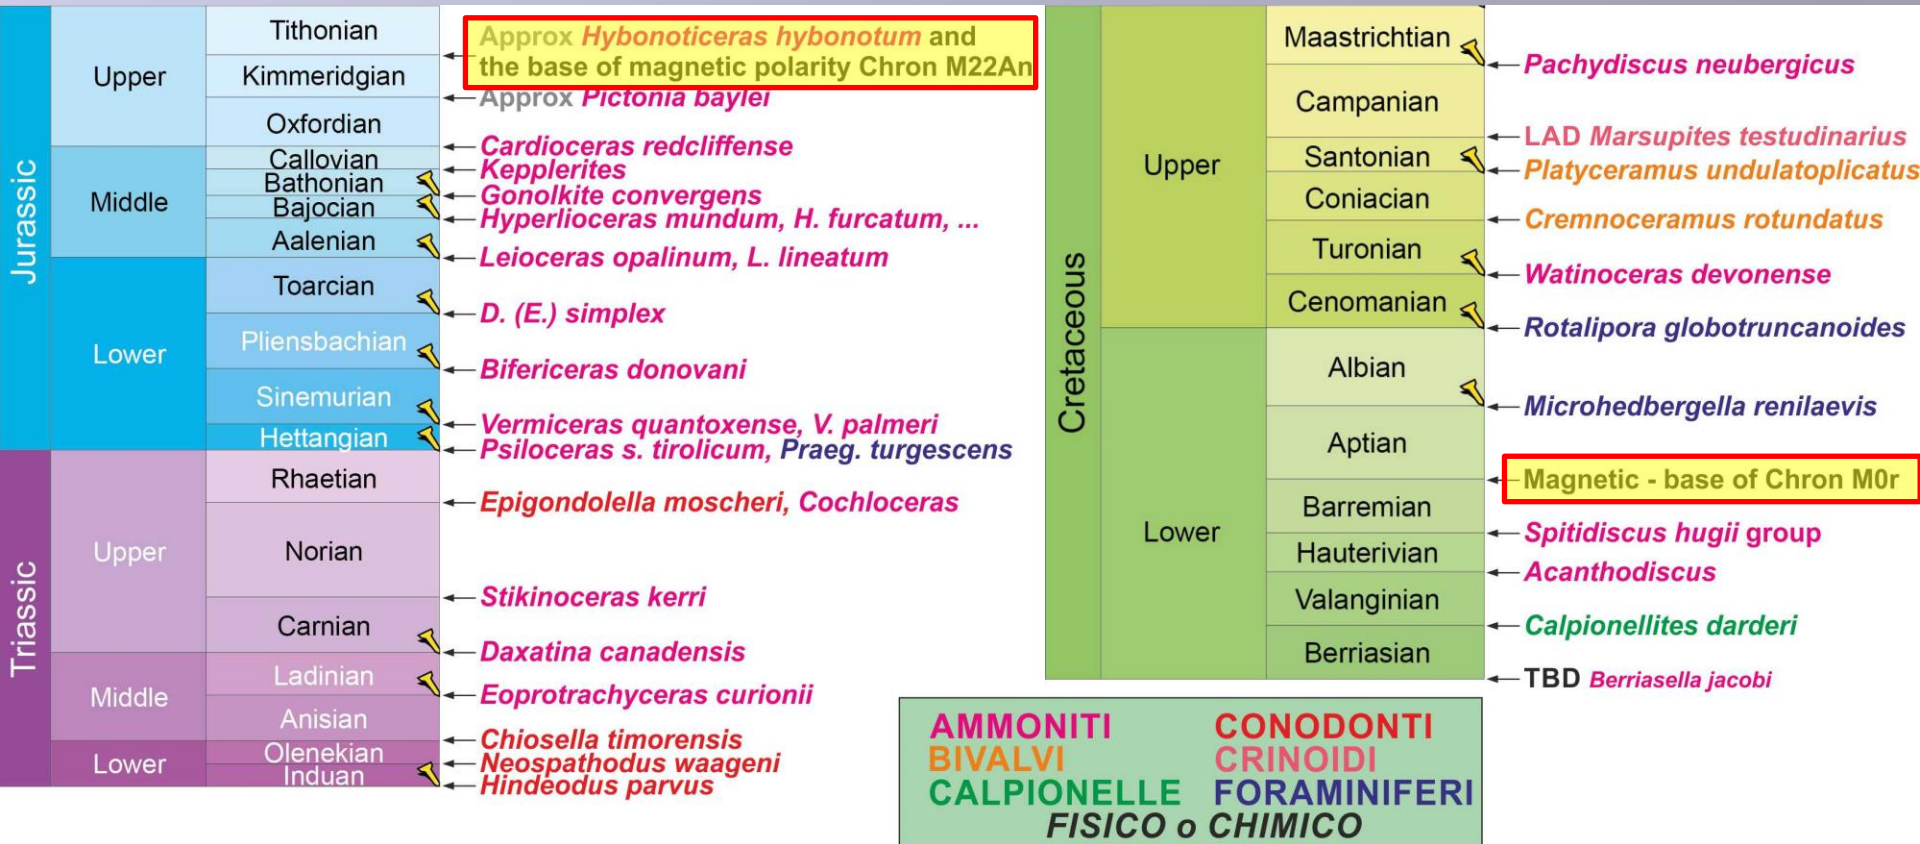 Jurassic
Upper
Tithonian
Approx Hybonoticeras hybonotum and
the base of magnetic polarity Chron M22An
Kimmeridgian
Approx Pictonia baylei
Oxfordian
Cardioceras redcliffense
Middle
Callovian
Kepplerites
Bathonian
Gonolkite convergens
Bajocian
Hyperlioceras mundum, H. furcatum, ...
Aalenian
Leioceras opalinum, L. lineatum
Lower
Toarcian
D. (E.) simplex
Pliensbachian
Bifericeras donovani
Sinemurian
Vermiceras quantoxense, V. palmeri
Hettangian
Psiloceras s. tirolicum, Praeg. turgescens
Triassic
Upper
Rhaetian
Epigondolella moscheri, Cochloceras
Norian
Stikinoceras kerri
Carnian
Daxatina canadensis
Middle
Ladinian
Eoprotrachyceras curionii
Anisian
Chiosella timorensis
Lower
Olenekian
Neospathodus waageni
Induan
Hindeodus parvus
Cretaceous
Upper
Maastrichtian
Pachydiscus neubergicus
Campanian
LAD Marsupites testudinarius
Santonian
Platyceramus undulatoplicatus
Coniacian
Cremnoceramus rotundatus
Turonian
Watinoceras devonense
Cenomanian
Rotalipora globotruncanoides
Lower
Albian
Microhedbergella renilaevis
Aptian
Magnetic - base of Chron M0r
Barremian
Spitidiscus hugii group
Hauterivian
Acanthodiscus
Valanginian
Calpionellites darderi
Berriasian
TBD Berriasella jacobi
AMMONITI CONODONTI
BIVALVI CRINOIDI
CALPIONELLE FORAMINIFERI
FISICO o CHIMICO